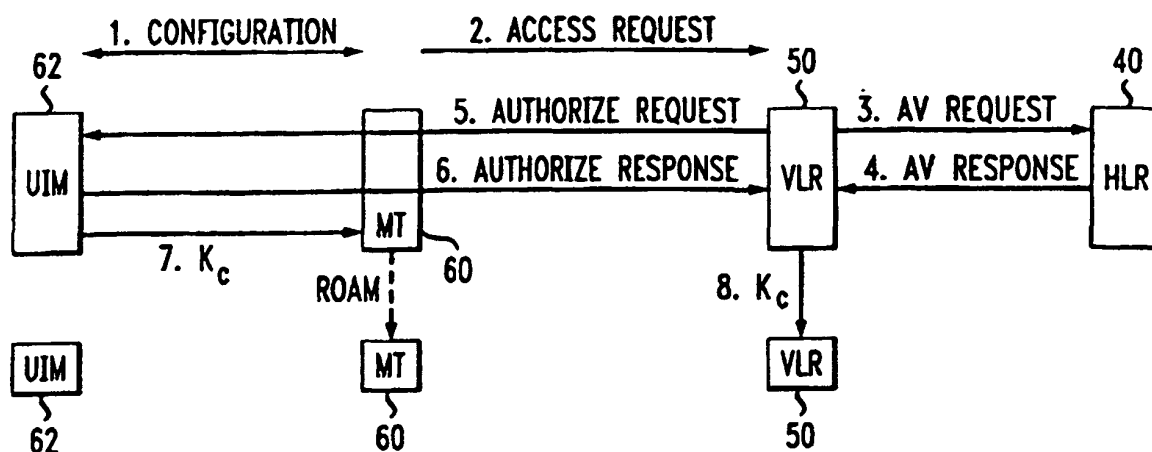 1. CONFIGURATION
2. ACCESS REQUEST
62
50
40
5. AUTHORIZE REQUEST
3. AV REQUEST
UIM
6. AUTHORIZE RESPONSE
VLR
4. AV RESPONSE
HLR
MT
7. Kc
60
ROAM
8. Kc
UIM
MT
VLR
62
60
50